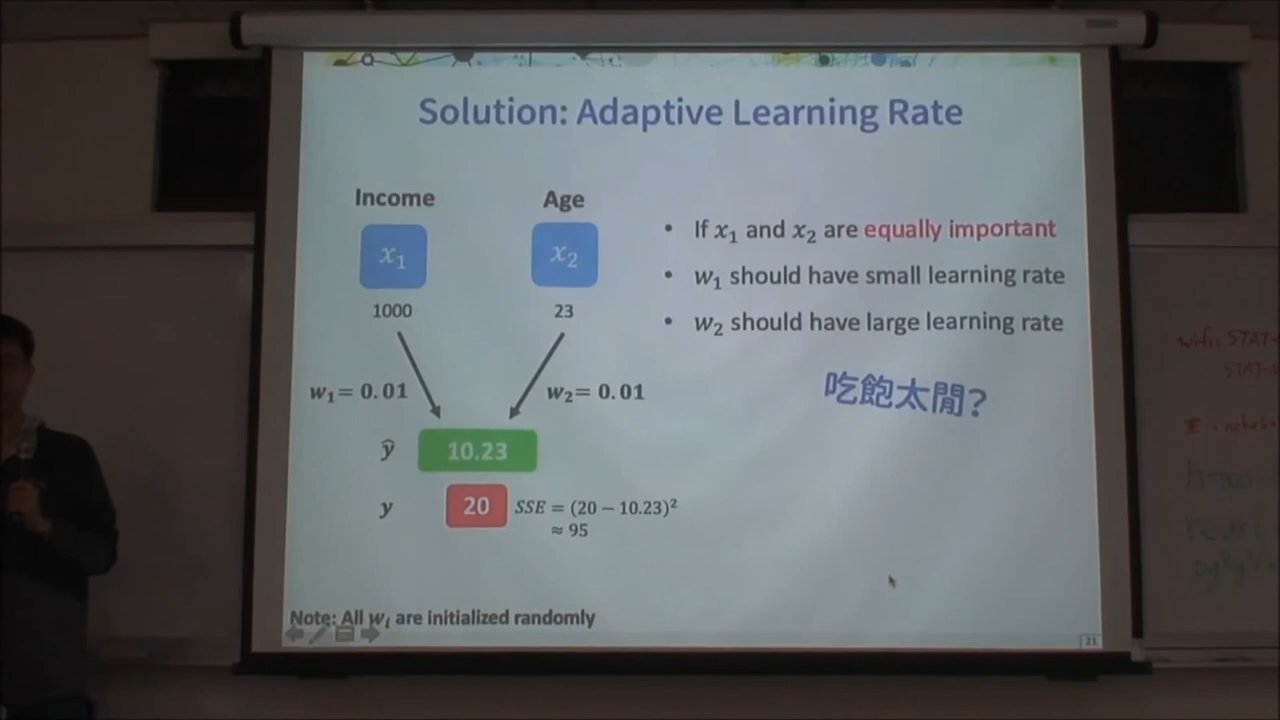 Solution: Adaptive Learning Rate
Income
Age
x₁
x₂
1000
23
w₁= 0.01
w₂= 0.01
ŷ
10.23
y
20
SSE = (20 − 10.23)²
≈ 95
• If x₁ and x₂ are equally important
• w₁ should have small learning rate
• w₂ should have large learning rate
吃飽太閒?
Note: All wᵢ are initialized randomly
21
STAT-
STAT-